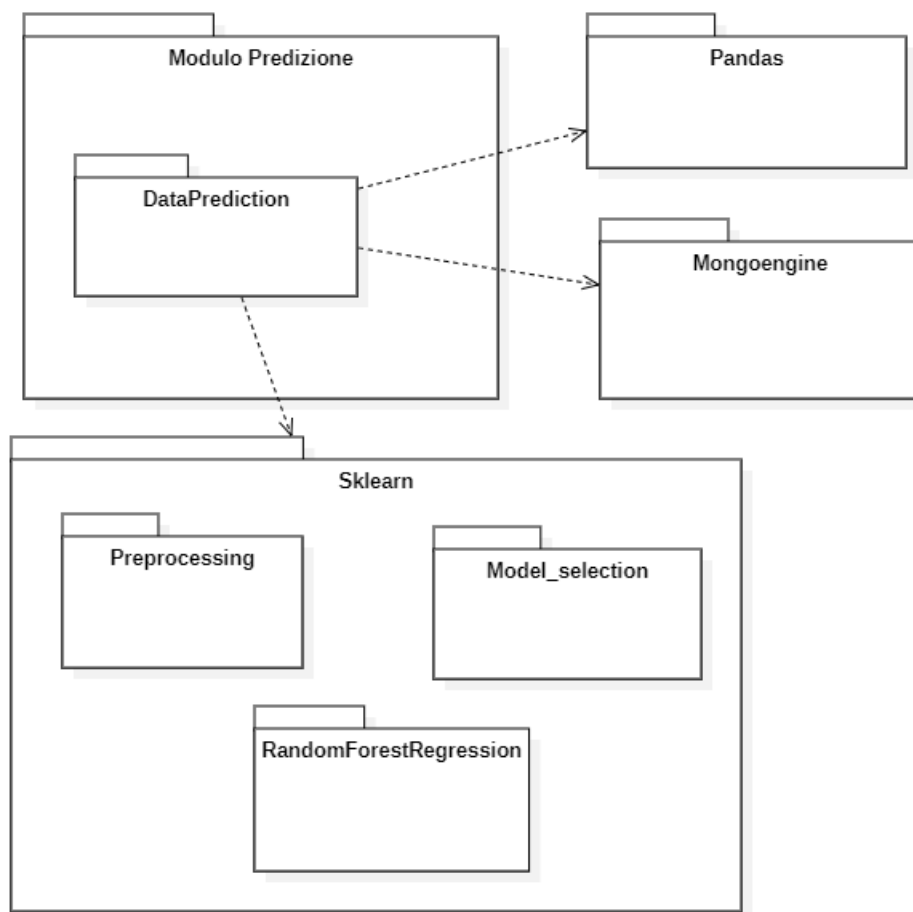 Modulo Predizione
Pandas
DataPrediction
Mongoengine
Sklearn
Preprocessing
Model_selection
RandomForestRegression